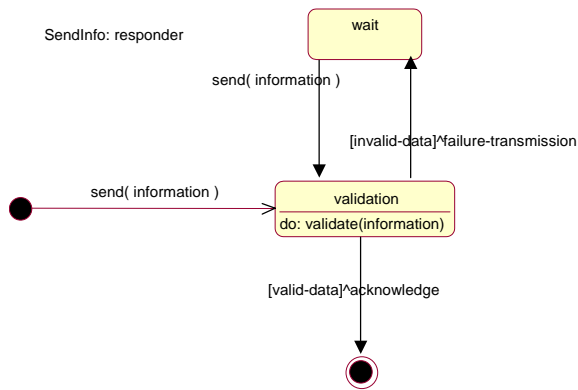 SendInfo: responder
wait
send( information )
[invalid-data]^failure-transmission
send( information )
validation
do: validate(information)
[valid-data]^acknowledge